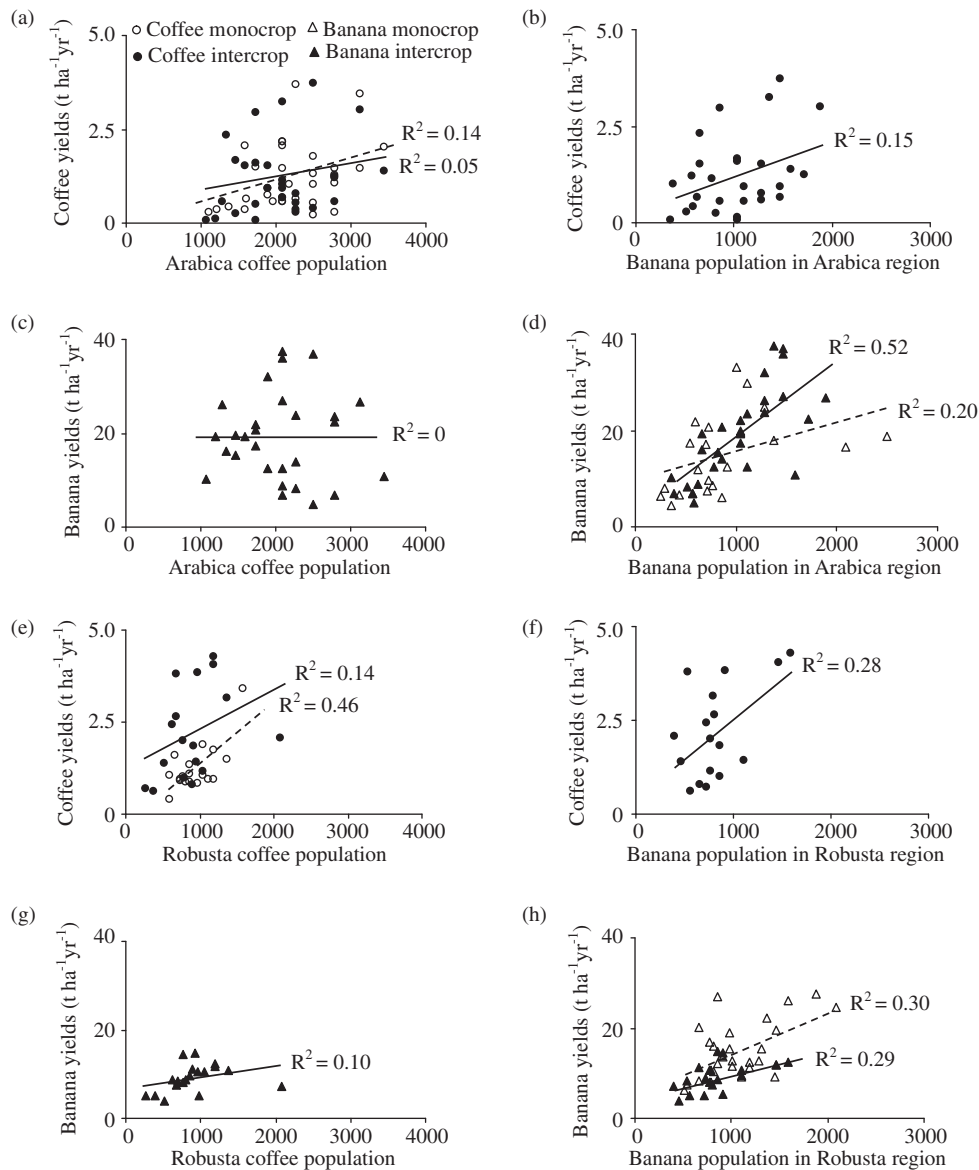 (a)
○ Coffee monocrop △ Banana monocrop
● Coffee intercrop ▲ Banana intercrop
Coffee yields (t ha⁻¹yr⁻¹)
5.0
2.5
0
R² = 0.14
R² = 0.05
0 1000 2000 3000 4000
Arabica coffee population
(b)
Coffee yields (t ha⁻¹yr⁻¹)
5.0
2.5
0
R² = 0.15
0 1000 2000 3000
Banana population in Arabica region
(c)
Banana yields (t ha⁻¹yr⁻¹)
40
20
0
R² = 0
0 1000 2000 3000 4000
Arabica coffee population
(d)
Banana yields (t ha⁻¹yr⁻¹)
40
20
0
R² = 0.52
R² = 0.20
0 1000 2000 3000
Banana population in Arabica region
(e)
Coffee yields (t ha⁻¹yr⁻¹)
5.0
2.5
0
R² = 0.14
R² = 0.46
0 1000 2000 3000 4000
Robusta coffee population
(f)
Coffee yields (t ha⁻¹yr⁻¹)
5.0
2.5
0
R² = 0.28
0 1000 2000 3000
Banana population in Robusta region
(g)
Banana yields (t ha⁻¹yr⁻¹)
40
20
0
R² = 0.10
0 1000 2000 3000 4000
Robusta coffee population
(h)
Banana yields (t ha⁻¹yr⁻¹)
40
20
0
R² = 0.30
R² = 0.29
0 1000 2000 3000
Banana population in Robusta region